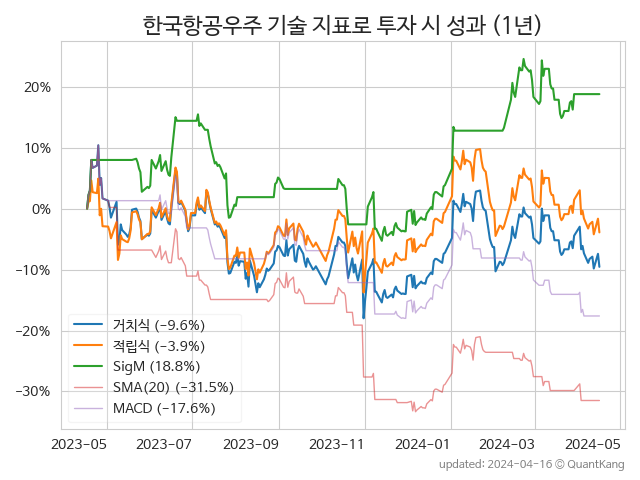 한국항공우주 기술 지표로 투자 시 성과 (1년)
20%
10%
0%
−10%
−20%
−30%
거치식 (−9.6%)
적립식 (−3.9%)
SigM (18.8%)
SMA(20) (−31.5%)
MACD (−17.6%)
2023-05 2023-07 2023-09 2023-11 2024-01 2024-03 2024-05
updated: 2024-04-16 © QuantKang